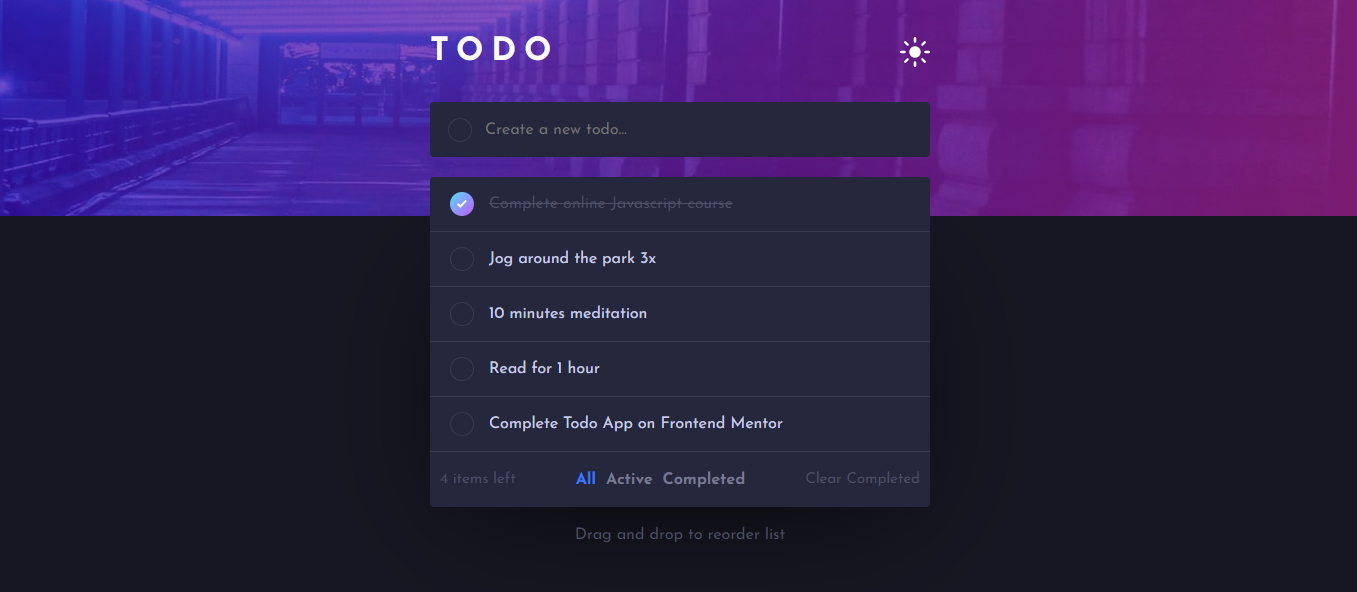 TODO
Create a new todo...
Complete online Javascript course
Jog around the park 3x
10 minutes meditation
Read for 1 hour
Complete Todo App on Frontend Mentor
4 items left All Active Completed Clear Completed
Drag and drop to reorder list